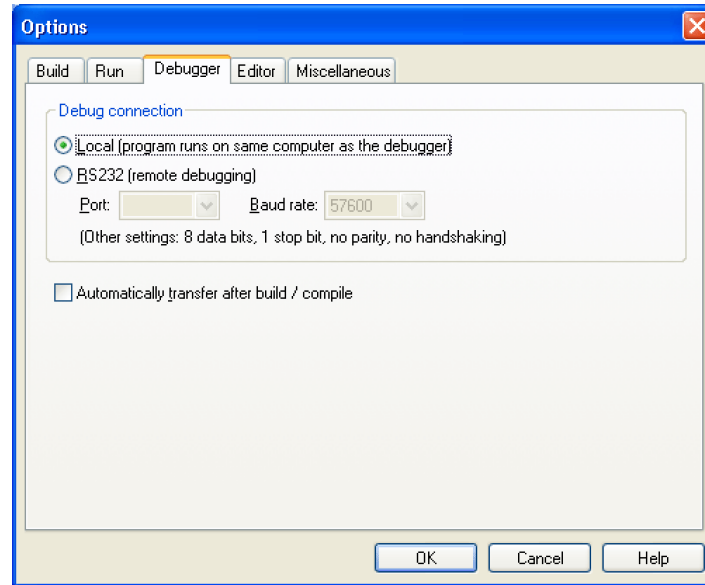 Options
Build Run Debugger Editor Miscellaneous
Debug connection
Local (program runs on same computer as the debugger)
RS232 (remote debugging)
Port: Baud rate: 57600
(Other settings: 8 data bits, 1 stop bit, no parity, no handshaking)
Automatically transfer after build / compile
OK Cancel Help